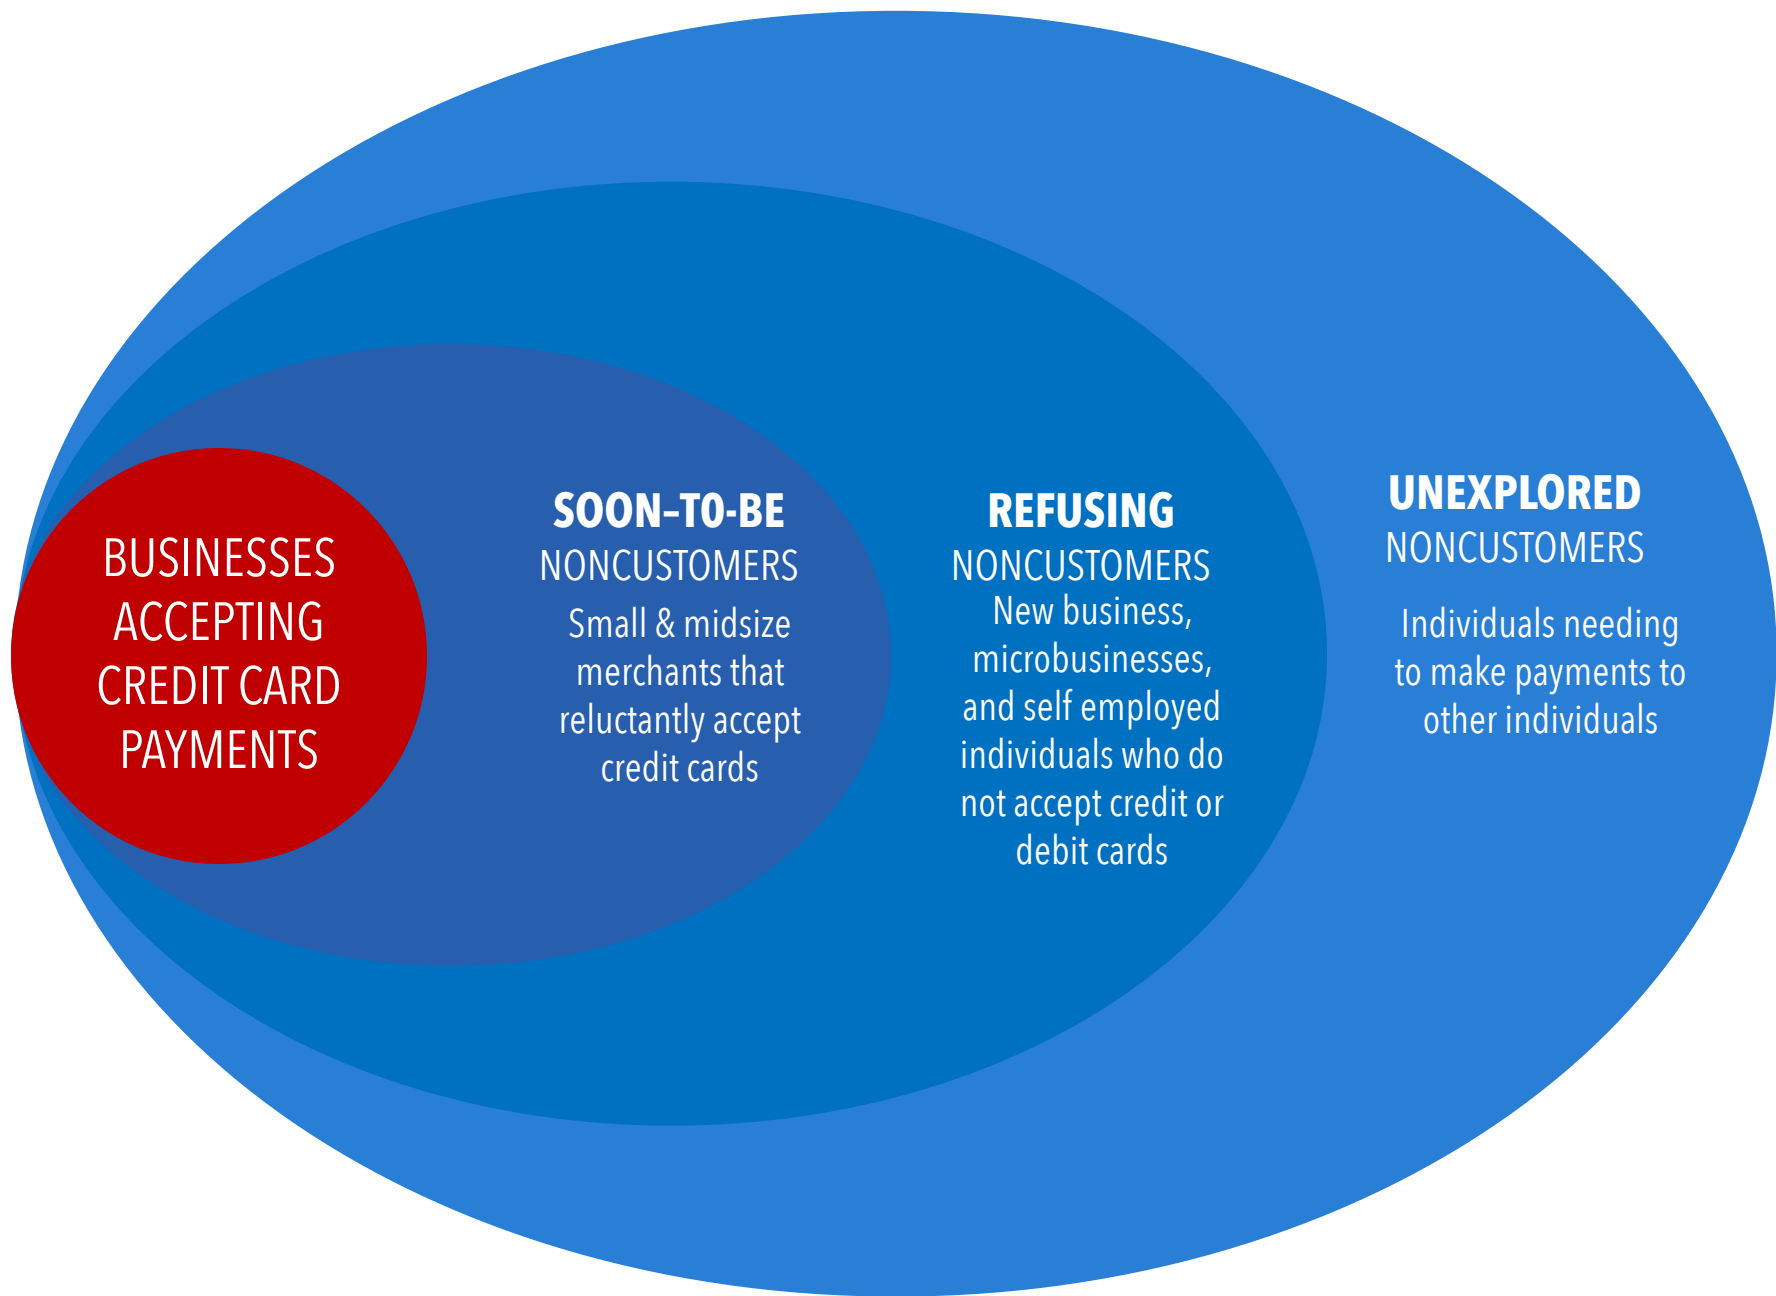 BUSINESSES
ACCEPTING
CREDIT CARD
PAYMENTS
SOON–TO-BE
NONCUSTOMERS
Small & midsize
merchants that
reluctantly accept
credit cards
REFUSING
NONCUSTOMERS
New business,
microbusinesses,
and self employed
individuals who do
not accept credit or
debit cards
UNEXPLORED
NONCUSTOMERS
Individuals needing
to make payments to
other individuals